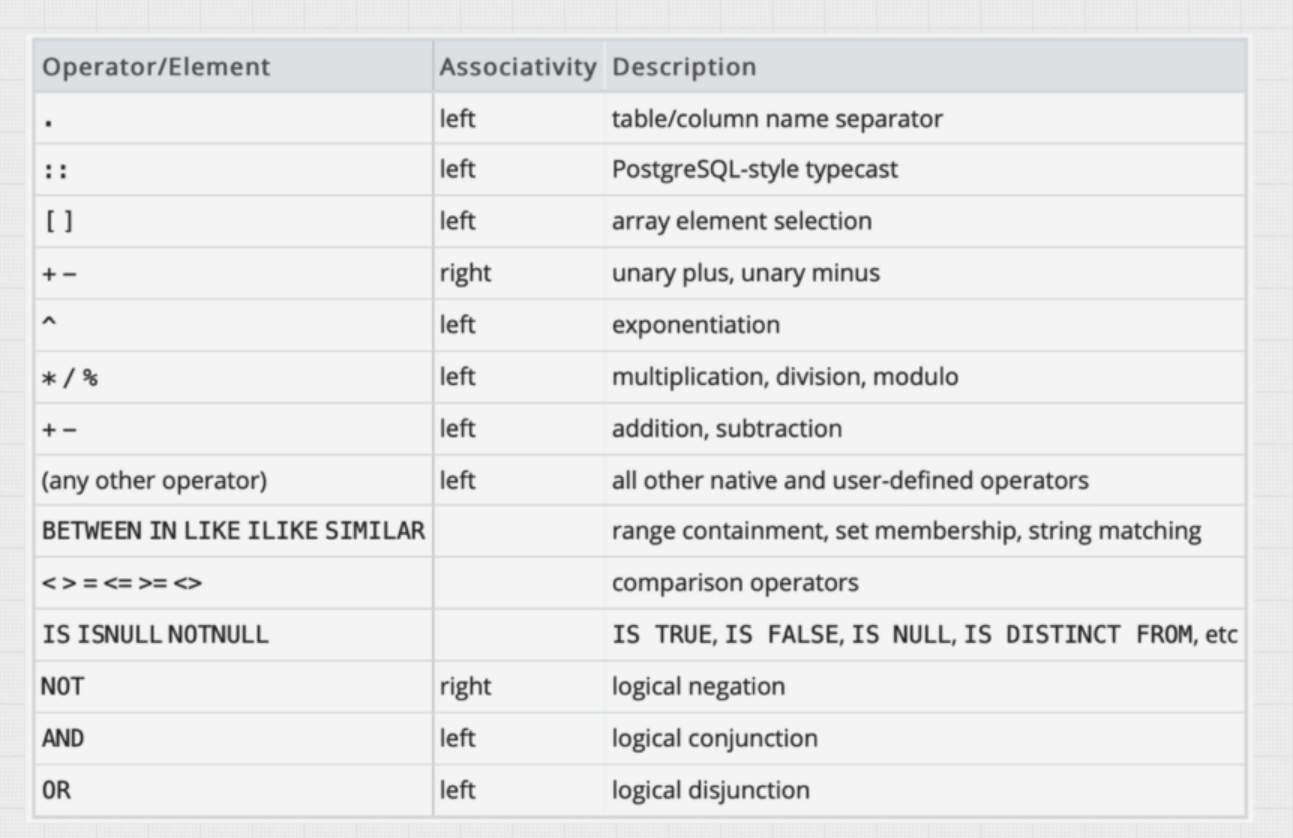 Operator/Element Associativity Description
. left table/column name separator
:: left PostgreSQL-style typecast
[ ] left array element selection
+ – right unary plus, unary minus
^ left exponentiation
* / % left multiplication, division, modulo
+ – left addition, subtraction
(any other operator) left all other native and user-defined operators
BETWEEN IN LIKE ILIKE SIMILAR range containment, set membership, string matching
< > = <= >= <> comparison operators
IS ISNULL NOTNULL IS TRUE, IS FALSE, IS NULL, IS DISTINCT FROM, etc
NOT right logical negation
AND left logical conjunction
OR left logical disjunction